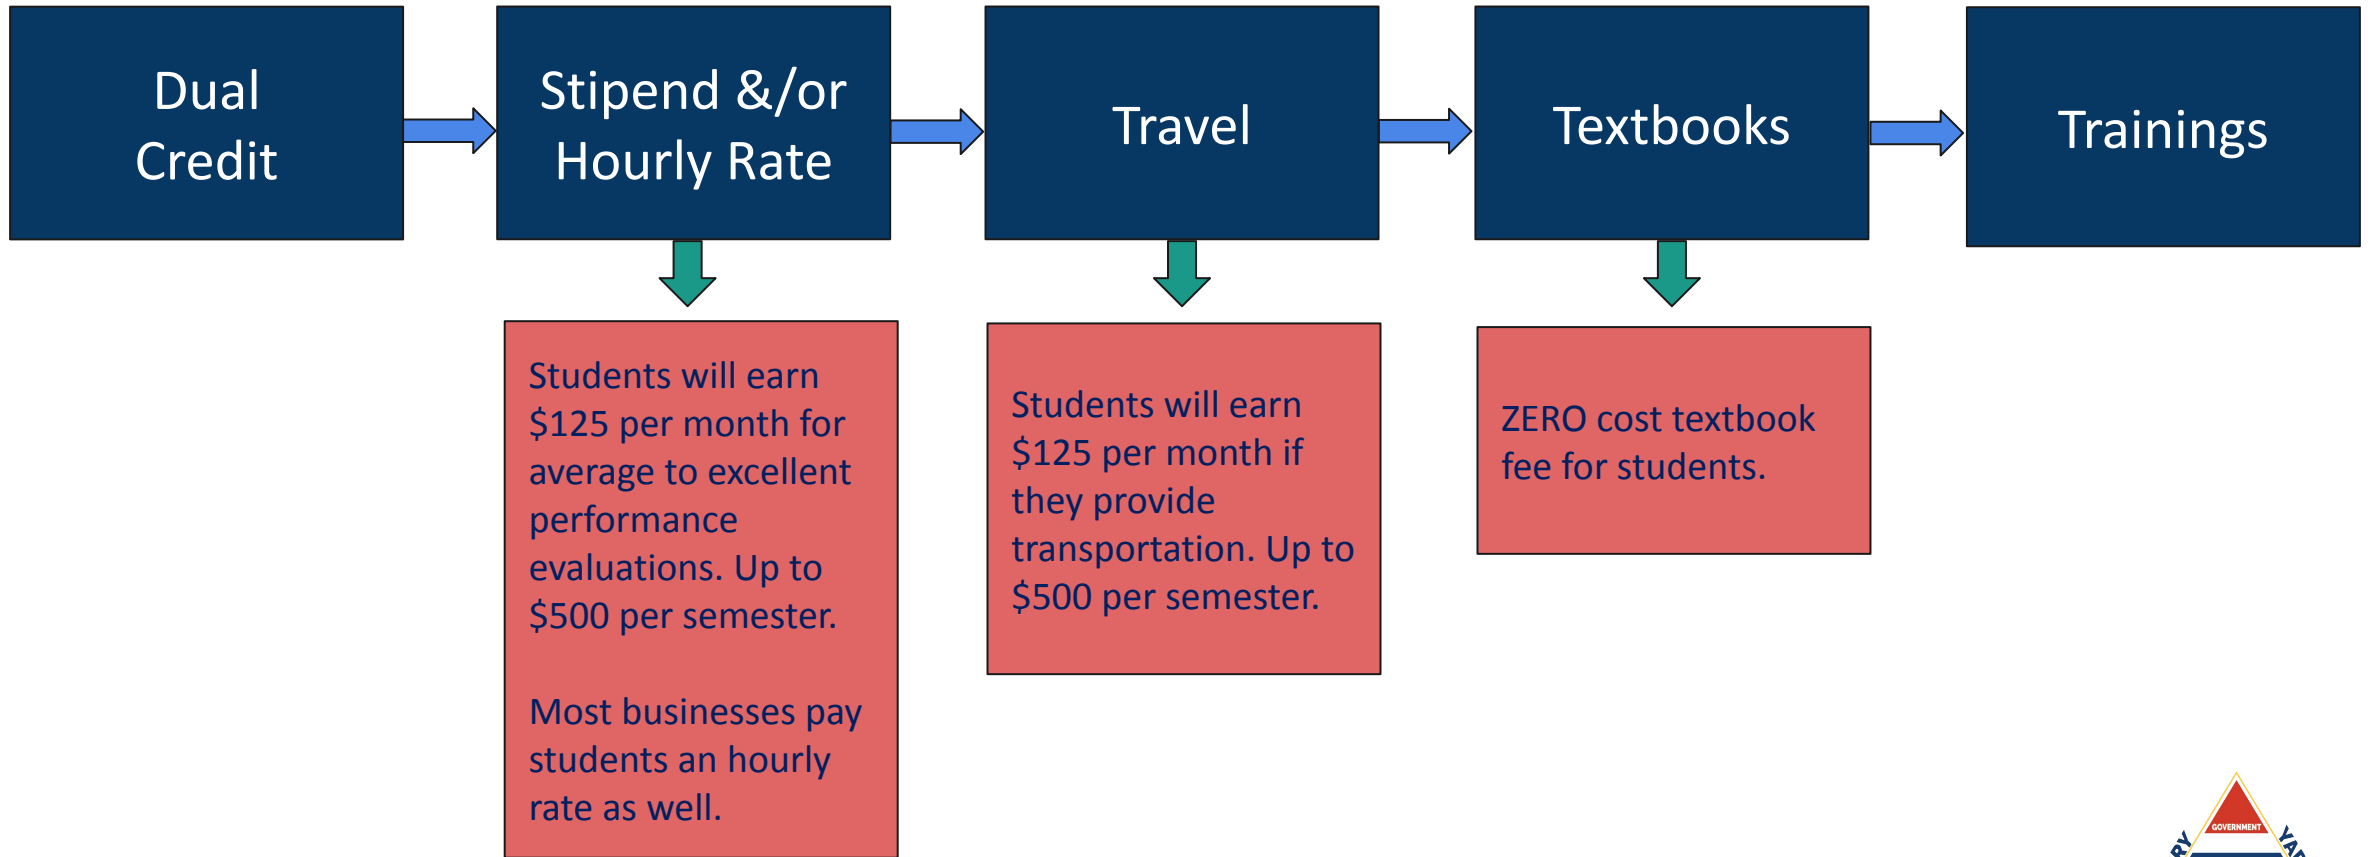 Dual
Credit
Stipend &/or
Hourly Rate
Travel
Textbooks
Trainings
Students will earn
$125 per month for
average to excellent
performance
evaluations. Up to
$500 per semester.
Most businesses pay
students an hourly
rate as well.
Students will earn
$125 per month if
they provide
transportation. Up to
$500 per semester.
ZERO cost textbook
fee for students.
GOVERNMENT